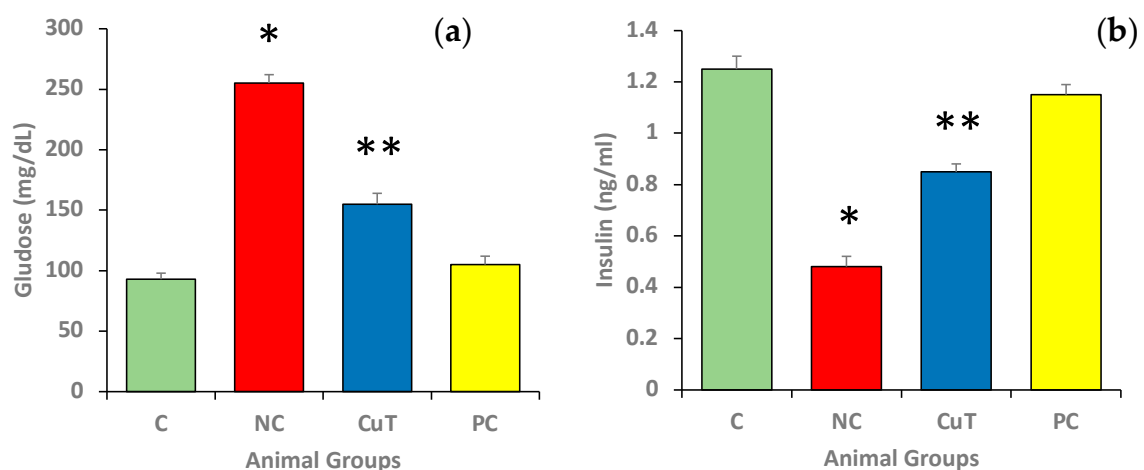 (a)
Gludose (mg/dL)
300
250
200
150
100
50
0
*
**
C NC CuT PC
Animal Groups
(b)
Insulin (ng/ml)
1.4
1.2
1
0.8
0.6
0.4
0.2
0
*
**
C NC CuT PC
Animal Groups